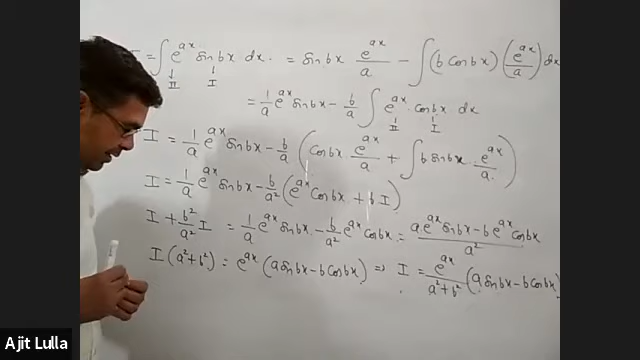 I = ∫ e^{ax} sin bx dx = sin bx e^{ax}/a − ∫ (b cos bx) (e^{ax}/a) dx
↓ ↓
II I
= 1/a e^{ax} sin bx − b/a ∫ e^{ax} cos bx dx
↓ ↓
II I
I = 1/a e^{ax} sin bx − b/a (cos bx · e^{ax}/a + ∫ b sin bx · e^{ax}/a)
I = 1/a e^{ax} sin bx − b/a² (e^{ax} cos bx + b I)
I + b²/a² I = 1/a e^{ax} sin bx − b/a² e^{ax} cos bx = (a e^{ax} sin bx − b e^{ax} cos bx)/a²
I (a²+b²) = e^{ax} (a sin bx − b cos bx) ⇒ I = e^{ax}/(a²+b²) (a sin bx − b cos bx)
Ajit Lulla